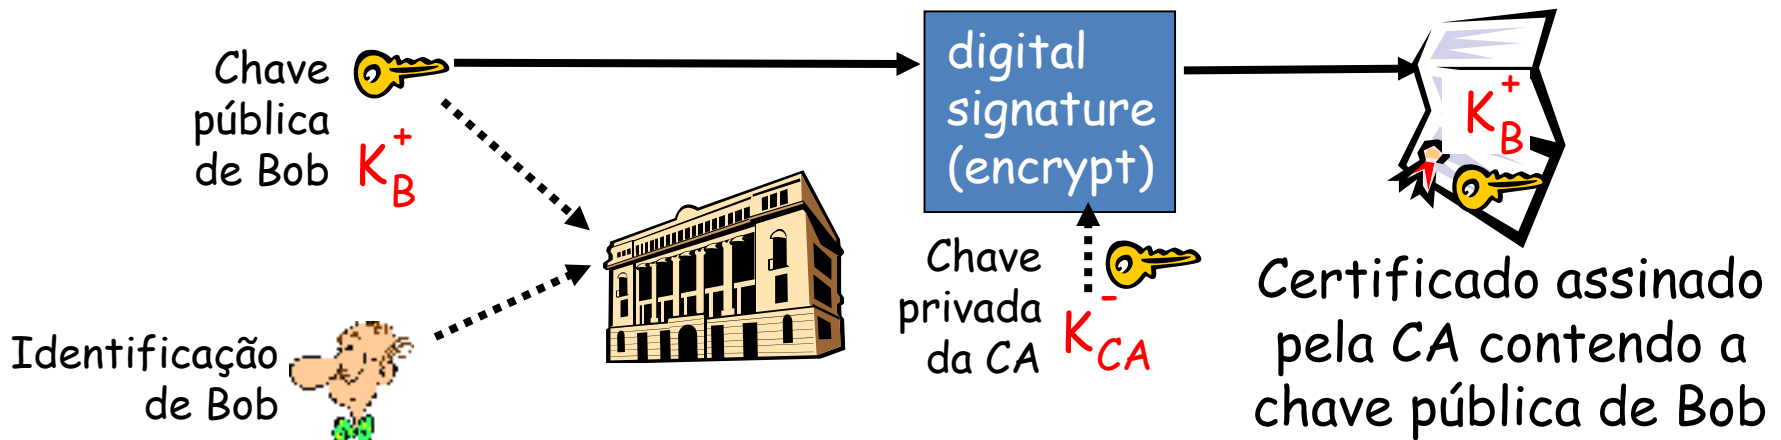 Chave
pública
de Bob
K+B
Identificação
de Bob
digital
signature
(encrypt)
Chave
privada
da CA
K-CA
K+B
Certificado assinado
pela CA contendo a
chave pública de Bob